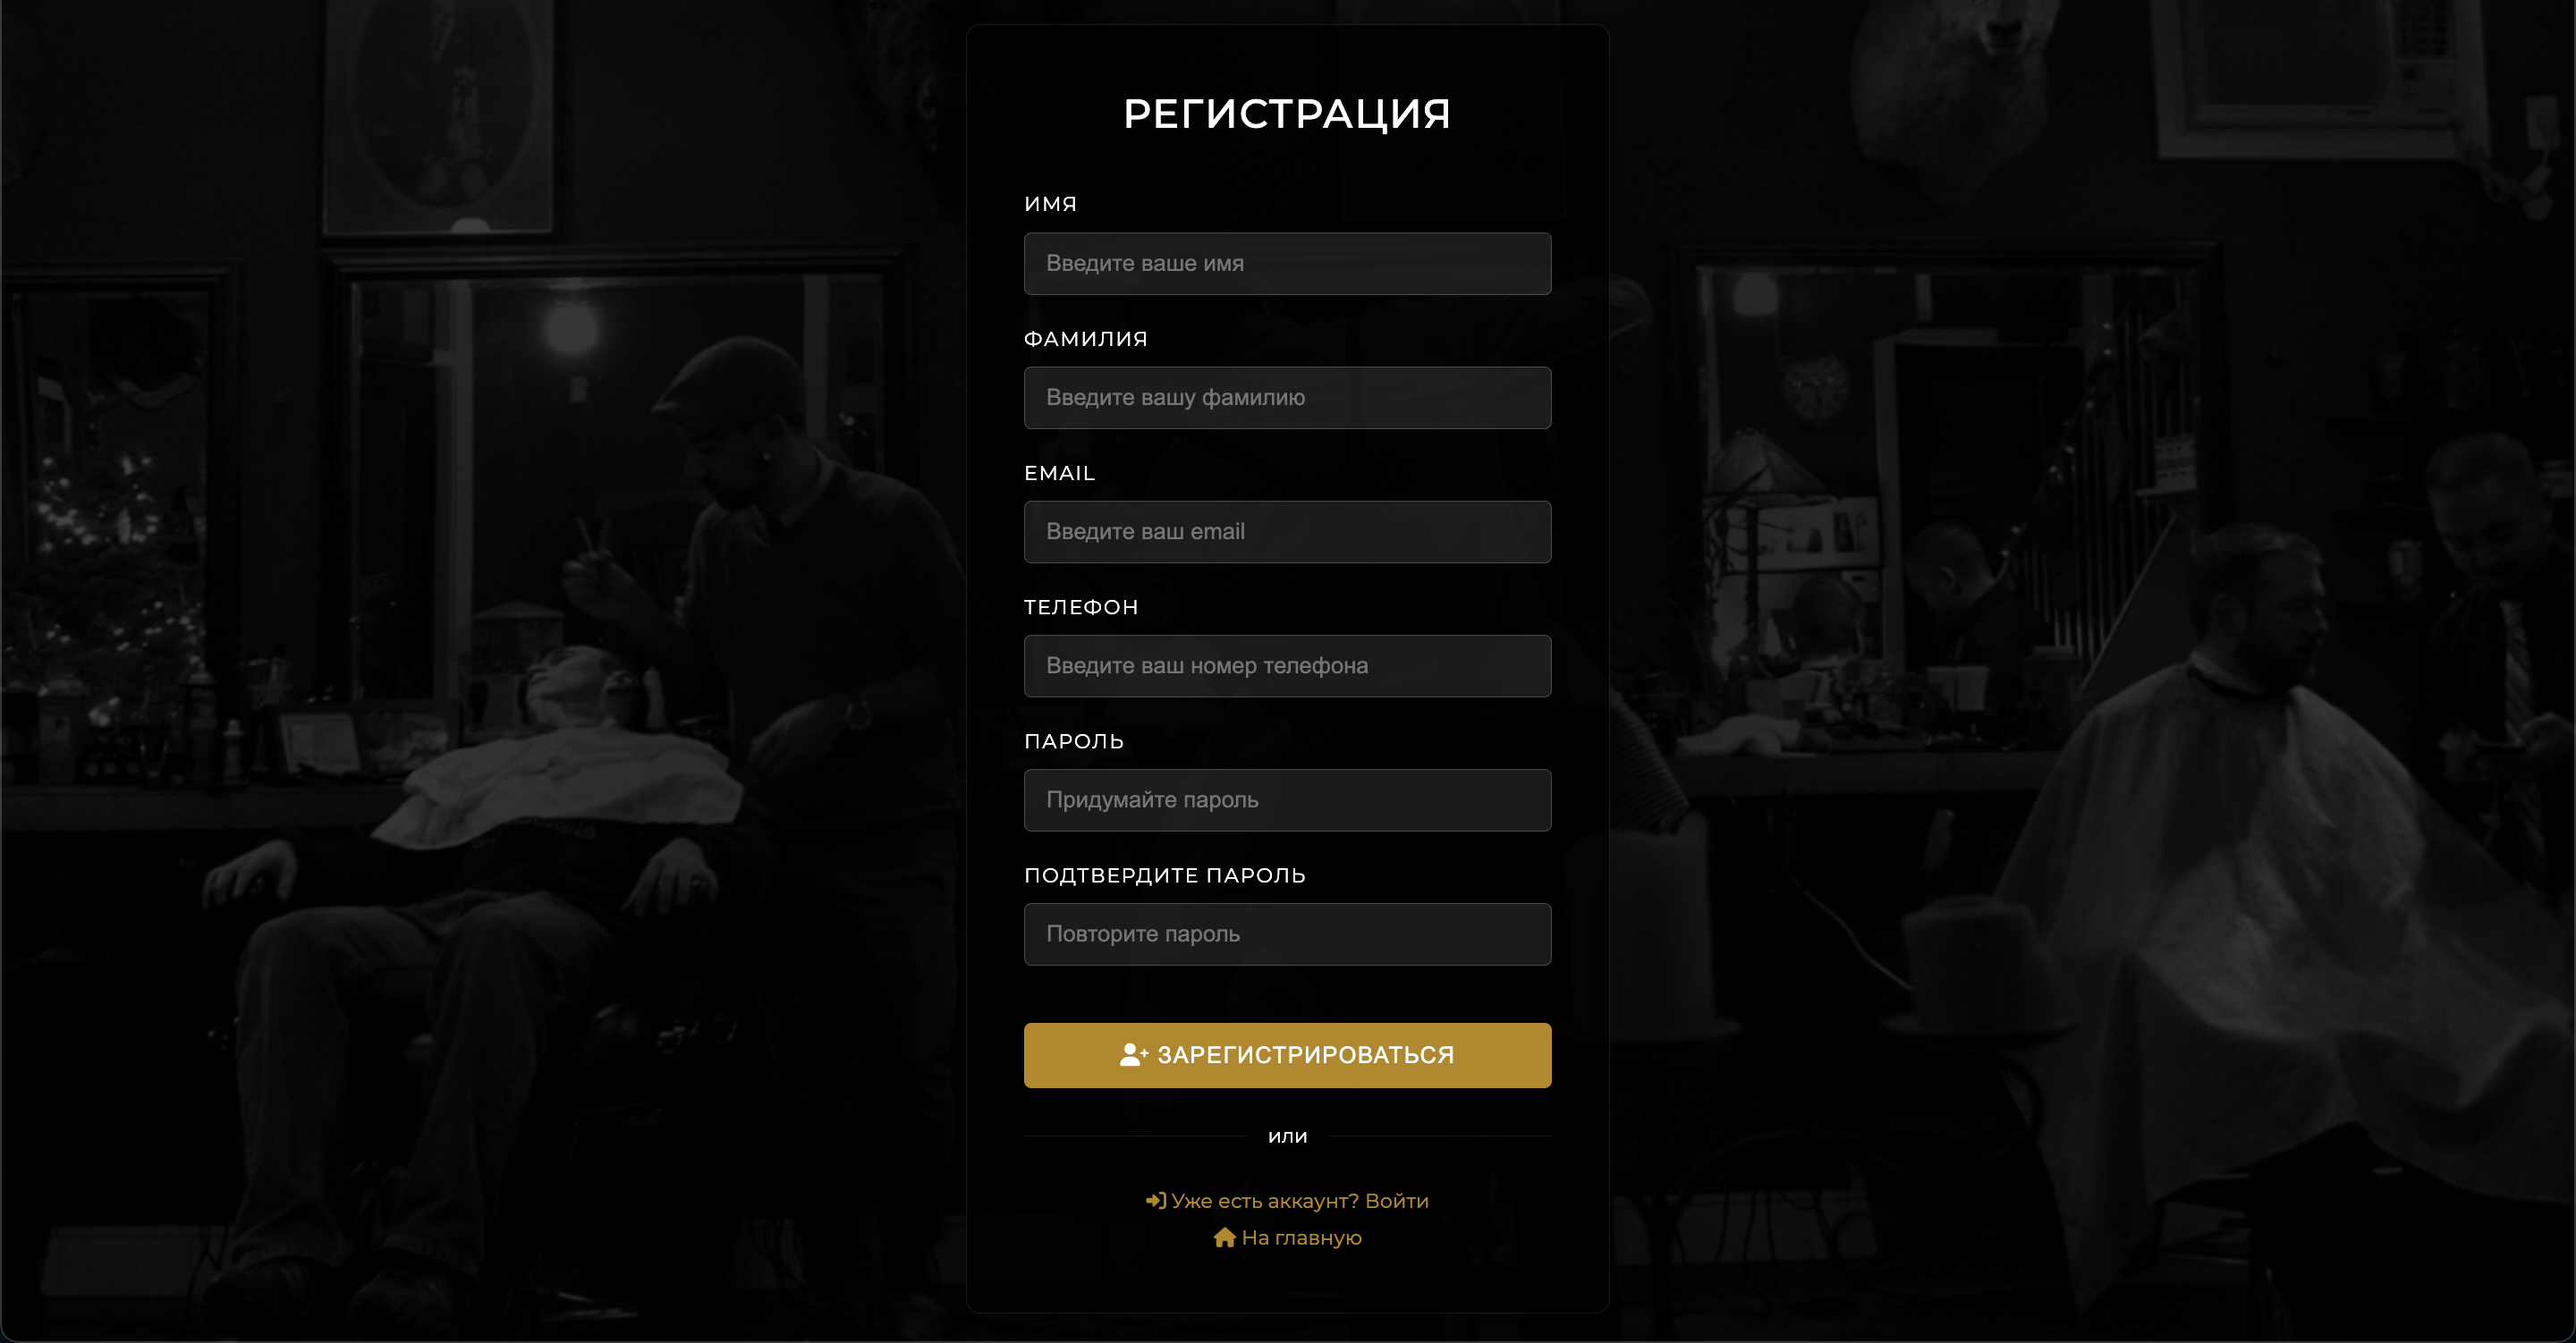 РЕГИСТРАЦИЯ
ИМЯ
Введите ваше имя
ФАМИЛИЯ
Введите вашу фамилию
EMAIL
Введите ваш email
ТЕЛЕФОН
Введите ваш номер телефона
ПАРОЛЬ
Придумайте пароль
ПОДТВЕРДИТЕ ПАРОЛЬ
Повторите пароль
ЗАРЕГИСТРИРОВАТЬСЯ
или
Уже есть аккаунт? Войти
На главную